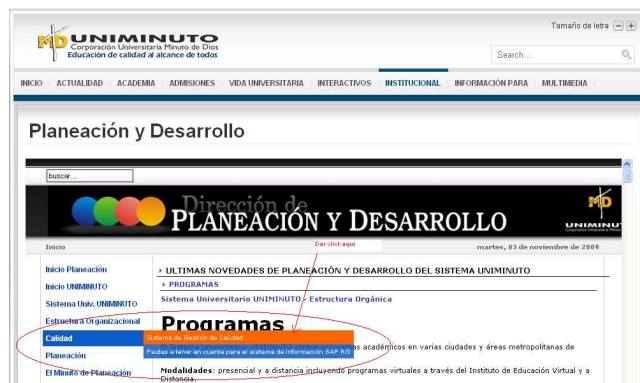 Tamaño de letra
UNIMINUTO
Corporación Universitaria Minuto de Dios
Educación de calidad al alcance de todos
Search...
INICIO ACTUALIDAD ACADEMIA ADMISIONES VIDA UNIVERSITARIA INTERACTIVOS INSTITUCIONAL INFORMACIÓN PARA MULTIMEDIA
Planeación y Desarrollo
buscar...
Dirección de
PLANEACIÓN Y DESARROLLO
UNIMINU
Inicio
Dar click aquí
martes, 03 de noviembre de 2009
Inicio Planeación
Inicio UNIMINUTO
Sistema Univ. UNIMINUTO
Estructura Organizacional
Calidad
Planeación
El Minuto de Planeación
ULTIMAS NOVEDADES DE PLANEACIÓN Y DESARROLLO DEL SISTEMA UNIMINUTO
PROGRAMAS
Sistema Universitario UNIMINUTO - Estructura Orgánica
Programas
Sistema de Gestión de Calidad
Pautas a tener en cuenta para el sistema de información SAP R/3
académicos en varias ciudades y áreas metropolitanas de
Modalidades: presencial y a distancia incluyendo programas virtuales a través del Instituto de Educación Virtual y a
Distancia.